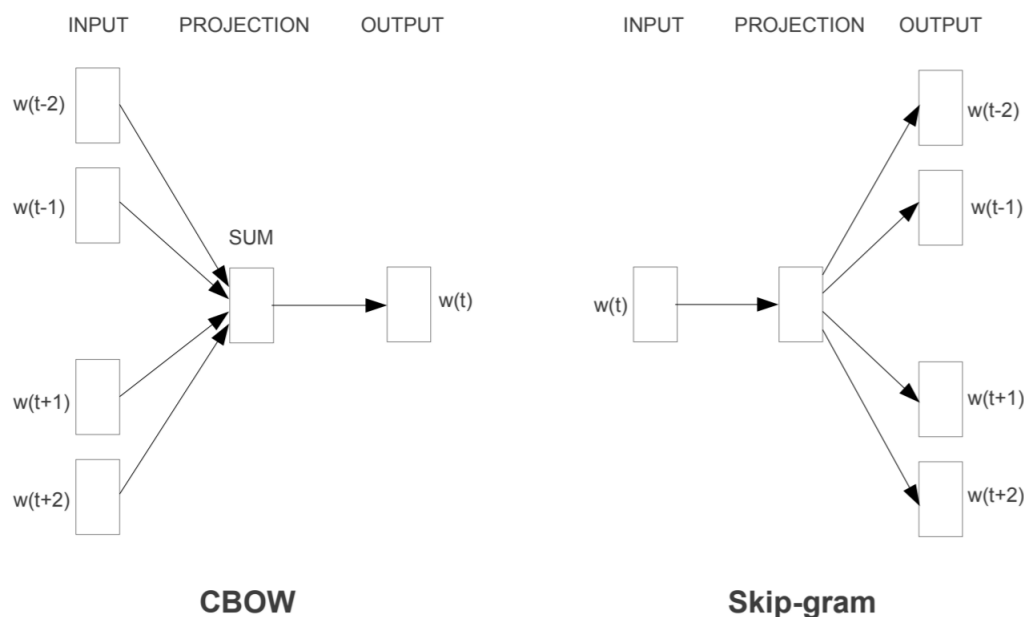 INPUT PROJECTION OUTPUT
w(t-2)
w(t-1)
SUM
w(t)
w(t+1)
w(t+2)
CBOW
INPUT PROJECTION OUTPUT
w(t-2)
w(t-1)
w(t)
w(t+1)
w(t+2)
Skip-gram